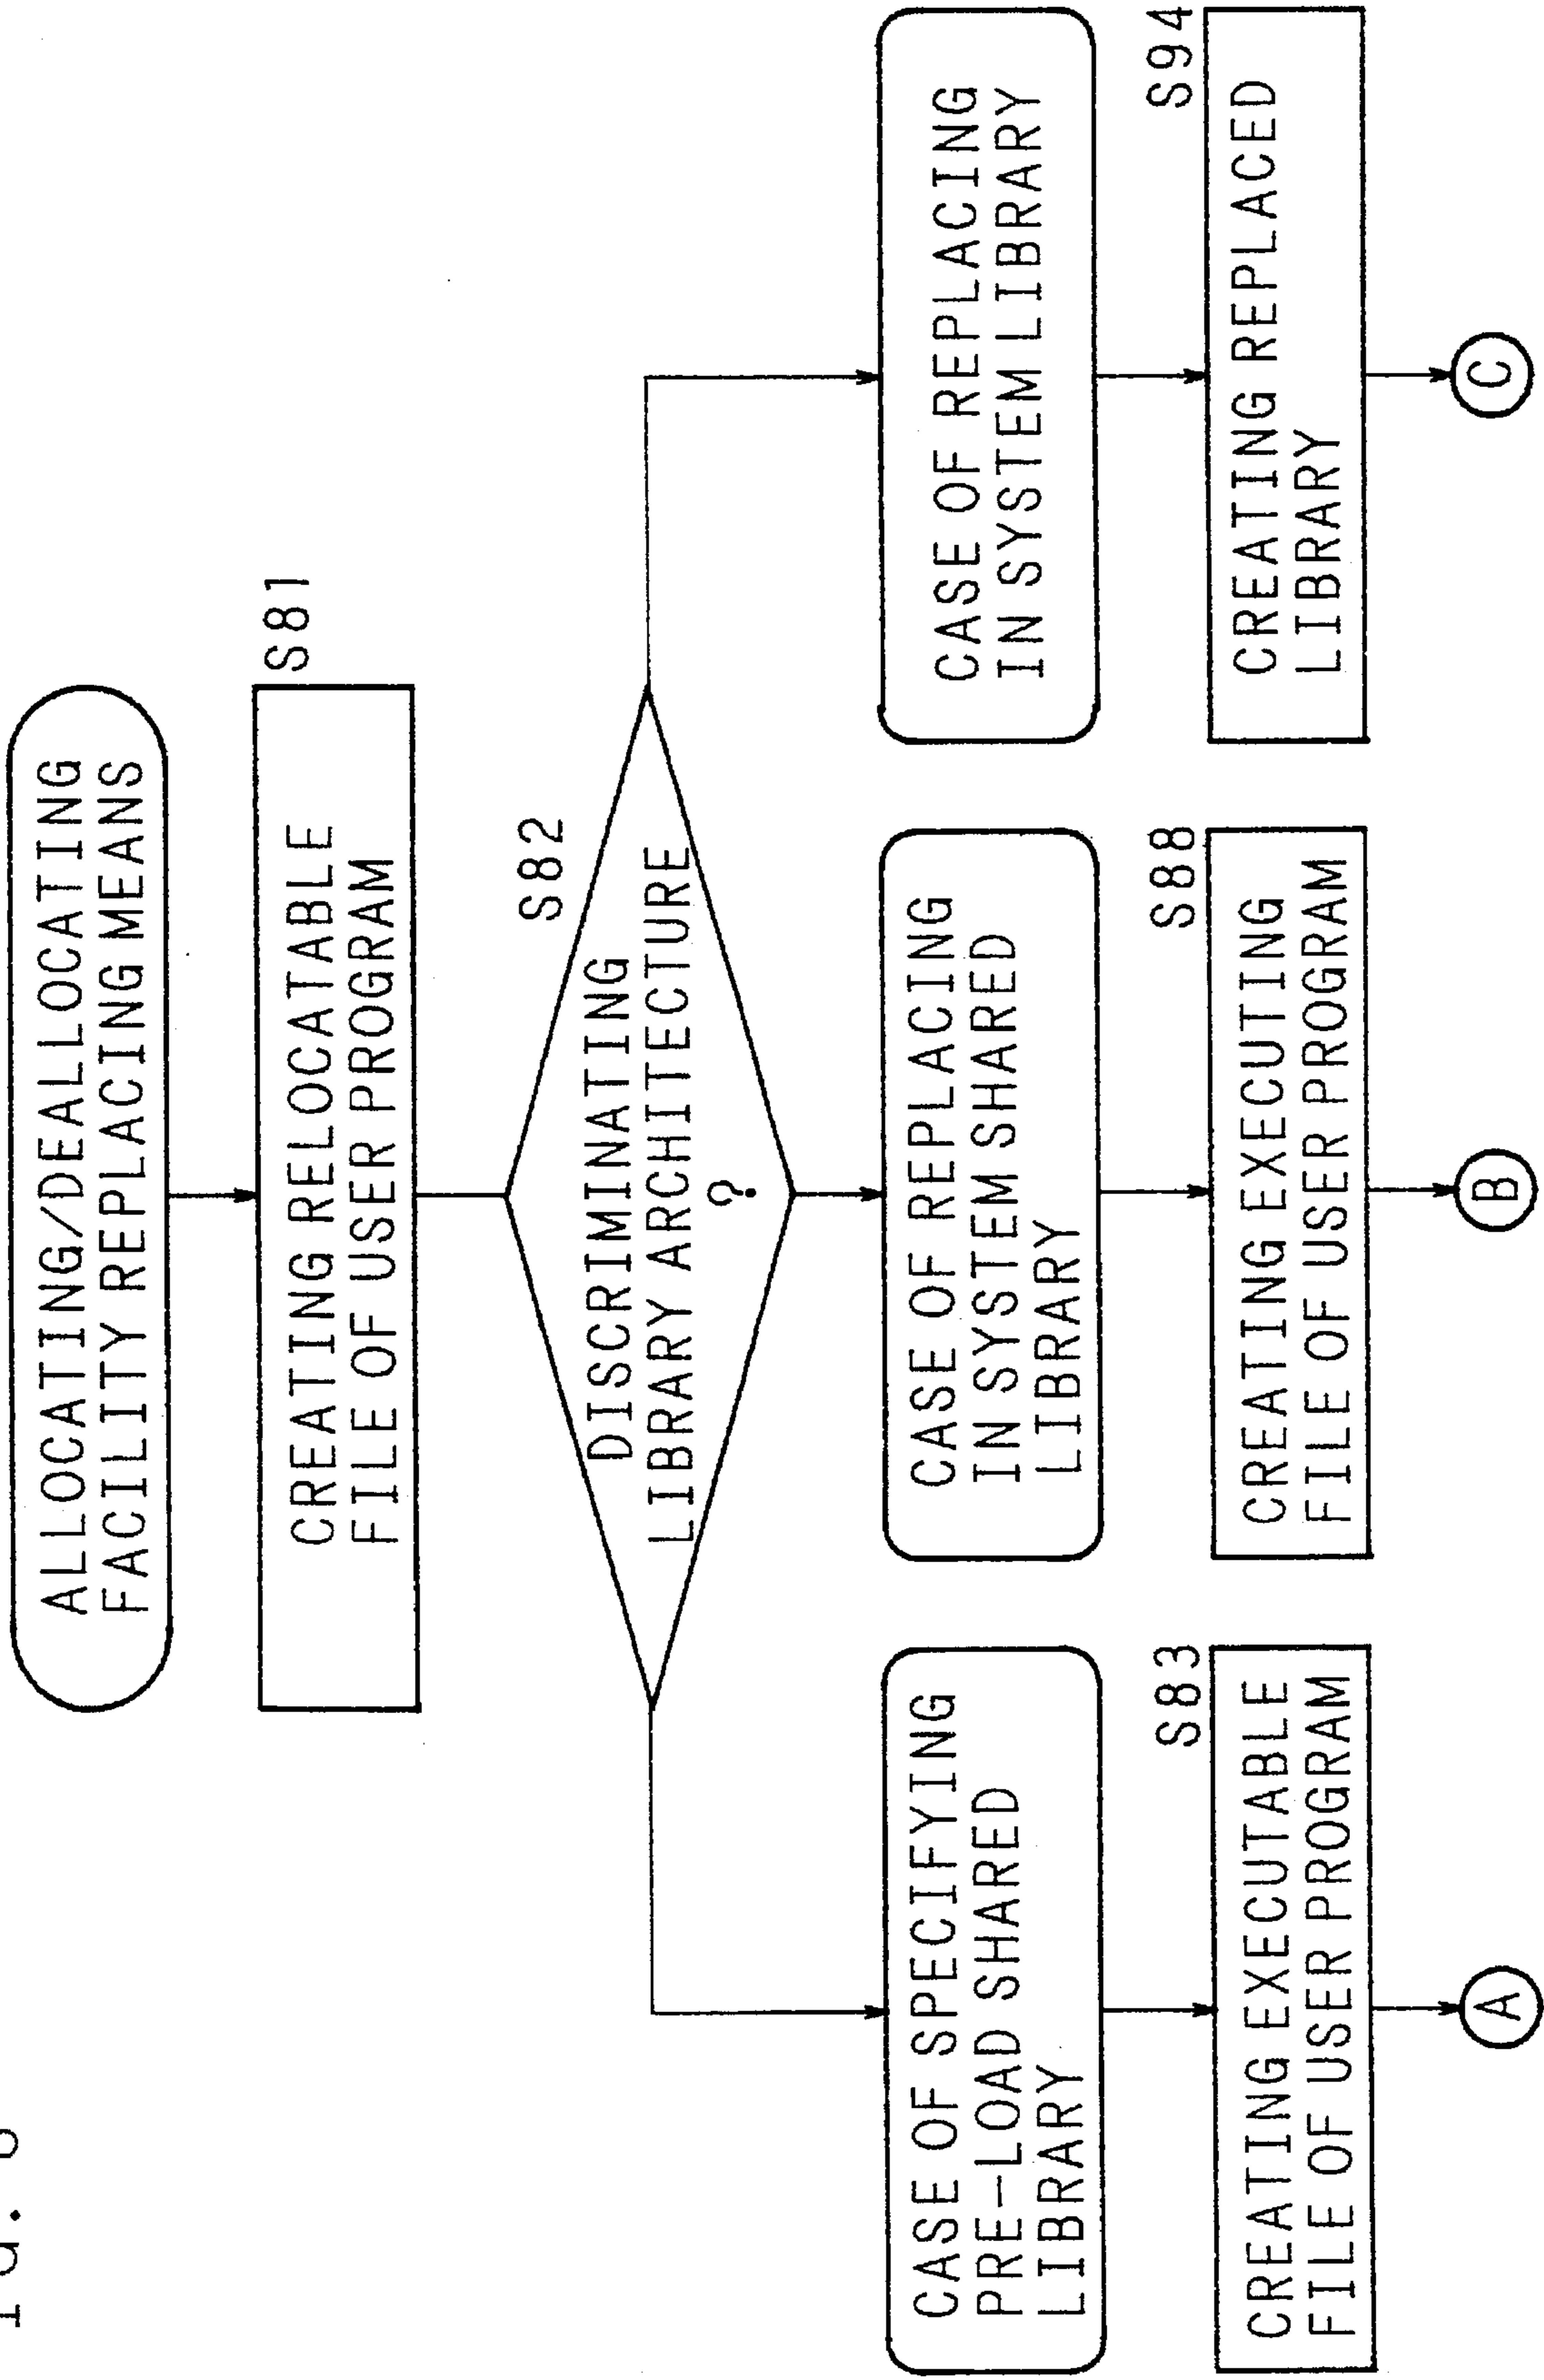 ALLOCATING/DEALLOCATING
FACILITY REPLACING MEANS
S81
CREATING RELOCATABLE
FILE OF USER PROGRAM
S82
DISCRIMINATING
LIBRARY ARCHITECTURE
?
CASE OF SPECIFYING
PRE-LOAD SHARED
LIBRARY
S83
CREATING EXECUTABLE
FILE OF USER PROGRAM
A
CASE OF REPLACING
IN SYSTEM SHARED
LIBRARY
S88
CREATING EXECUTING
FILE OF USER PROGRAM
B
CASE OF REPLACING
IN SYSTEM LIBRARY
S94
CREATING REPLACED
LIBRARY
C